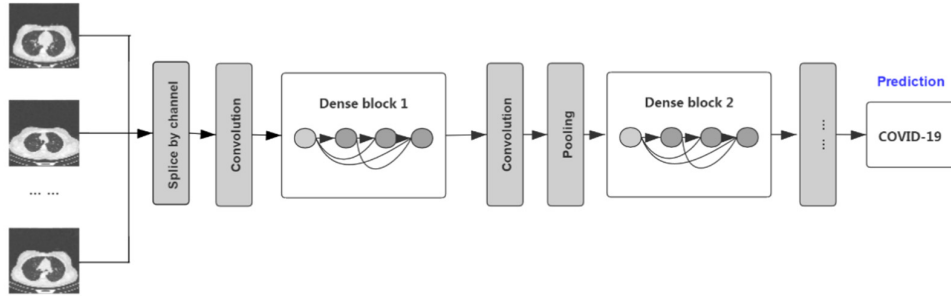 ... ...
Splice by channel
Convolution
Dense block 1
Convolution
Pooling
Dense block 2
... ...
Prediction
COVID-19